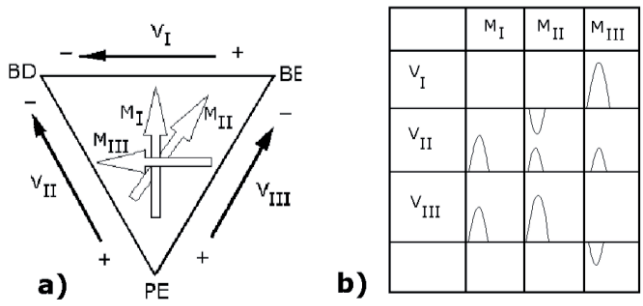 V_I
- +
BD BE
- M_I M_II -
M_III
V_II V_III
+ +
a) PE
M_I M_II M_III
V_I
V_II
V_III
b)